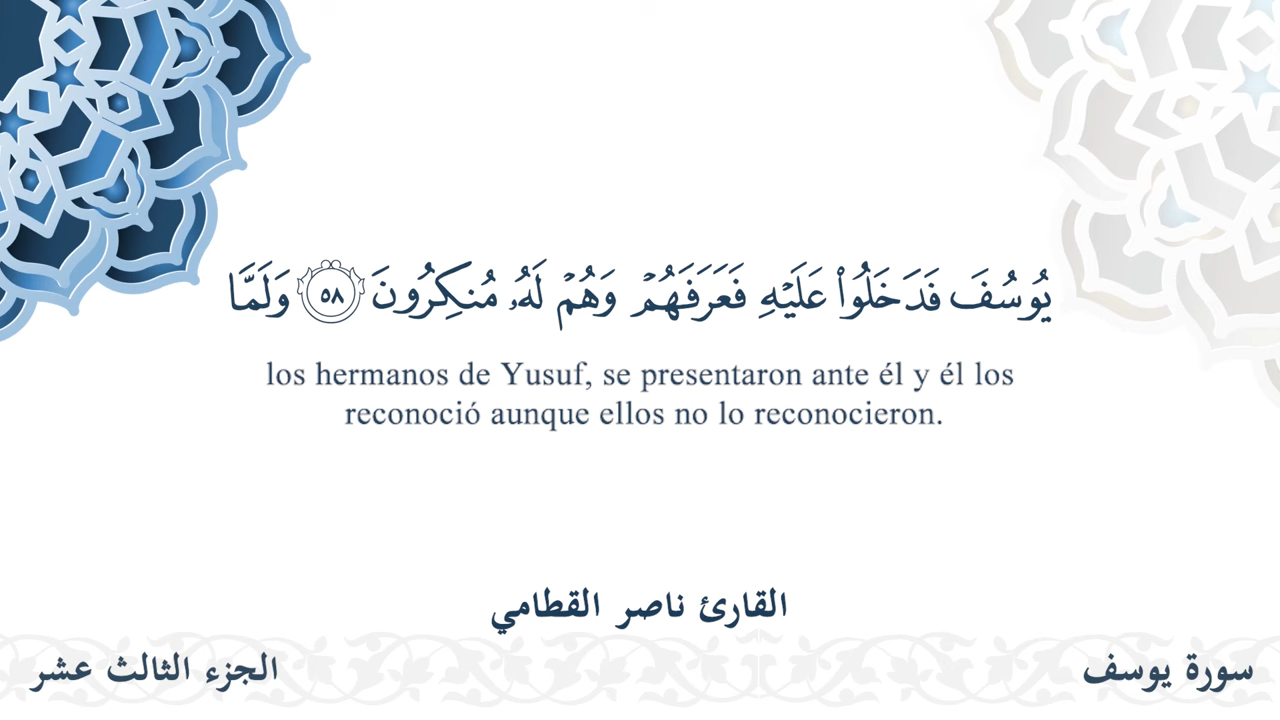 يُوسُفَ فَدَخَلُوا۟ عَلَيْهِ فَعَرَفَهُمْ وَهُمْ لَهُۥ مُنكِرُونَ ٥٨ وَلَمَّا
los hermanos de Yusuf, se presentaron ante él y él los
reconoció aunque ellos no lo reconocieron.
القارئ ناصر القطامي
سورة يوسف
الجزء الثالث عشر